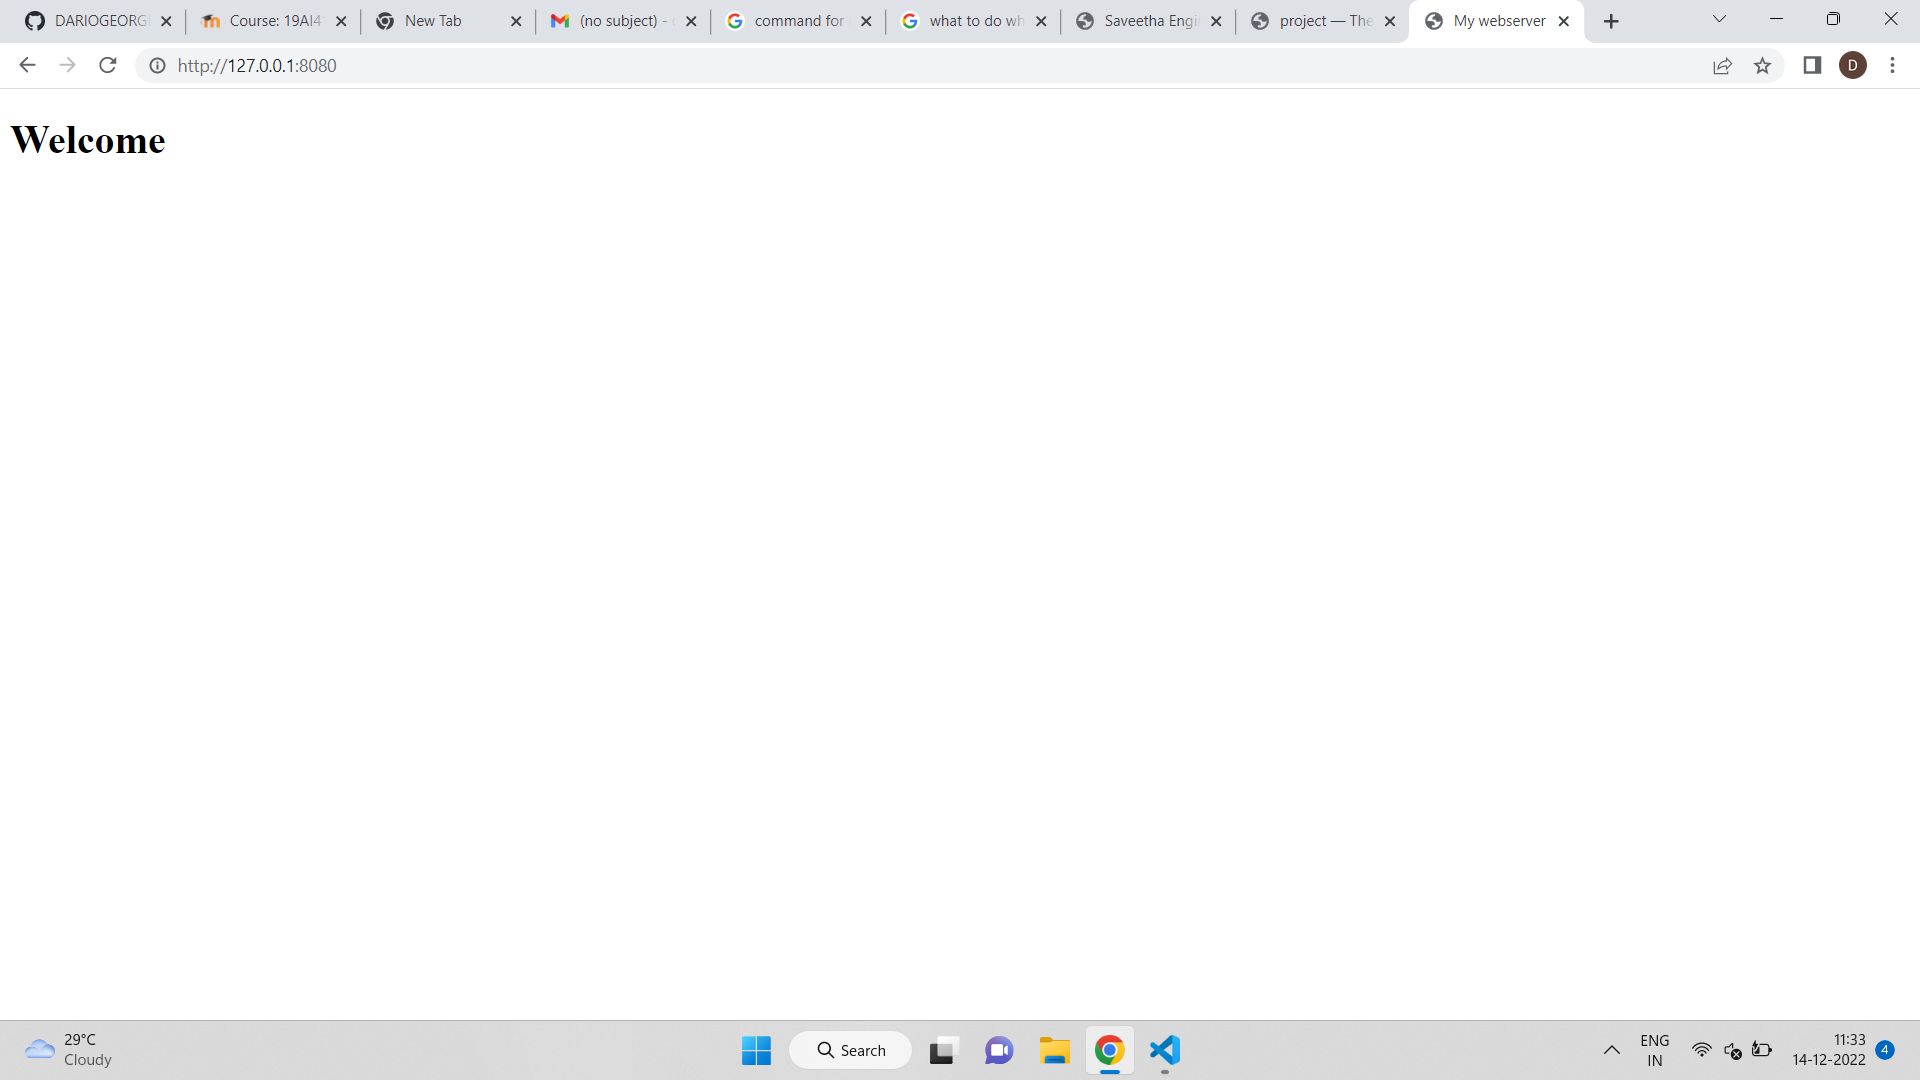 DARIOGEORG
Course: 19AI4
New Tab
(no subject) -
command for
what to do wh
Saveetha Engi
project — The
My webserver
http://127.0.0.1:8080
D
Welcome
29°C
Cloudy
Search
ENG
IN
11:33
14-12-2022
4